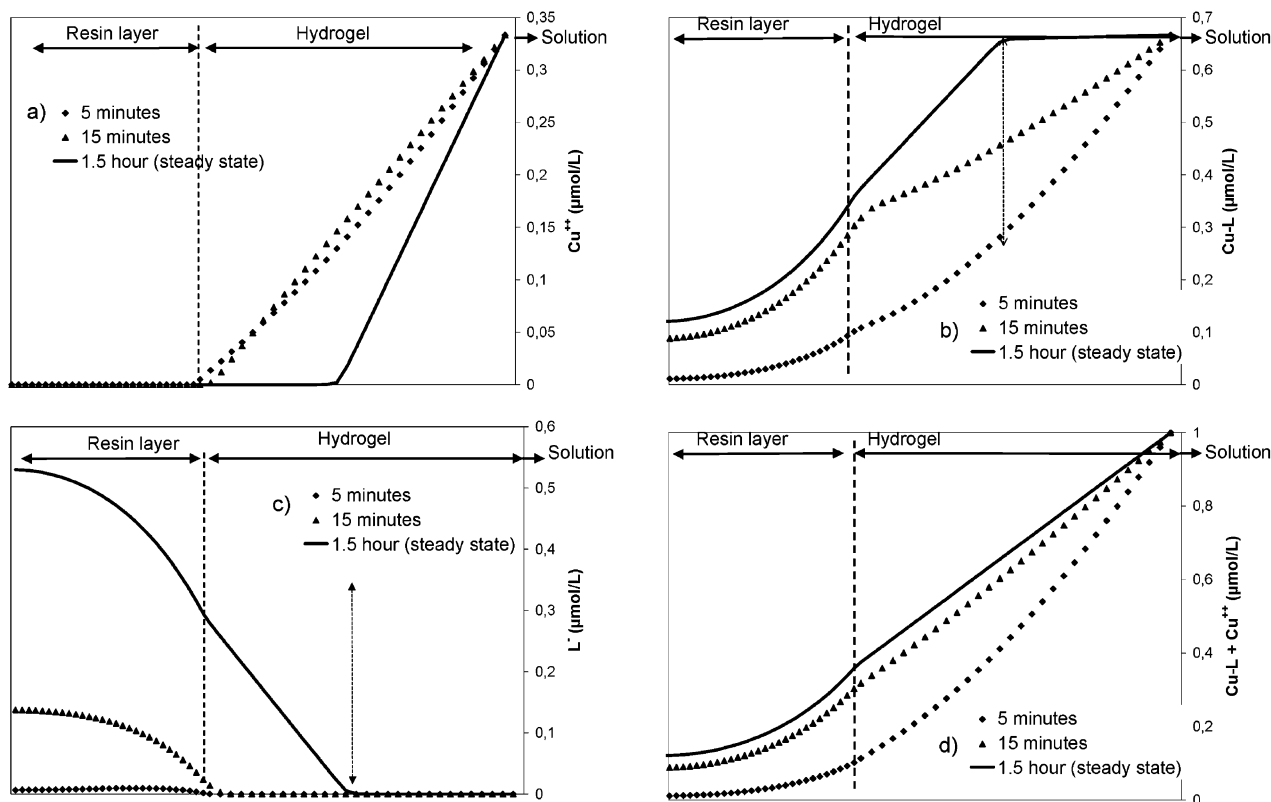 Resin layer
Hydrogel
Solution
a)
5 minutes
15 minutes
1.5 hour (steady state)
0,35
0,3
0,25
0,2
0,15
0,1
0,05
0
Cu++ (µmol/L)
Resin layer
Hydrogel
Solution
b)
5 minutes
15 minutes
1.5 hour (steady state)
0,7
0,6
0,5
0,4
0,3
0,2
0,1
0
Cu-L (µmol/L)
Resin layer
Hydrogel
Solution
c)
5 minutes
15 minutes
1.5 hour (steady state)
0,6
0,5
0,4
0,3
0,2
0,1
0
L- (µmol/L)
Resin layer
Hydrogel
Solution
d)
5 minutes
15 minutes
1.5 hour (steady state)
1
0,8
0,6
0,4
0,2
0
Cu-L + Cu++ (µmol/L)